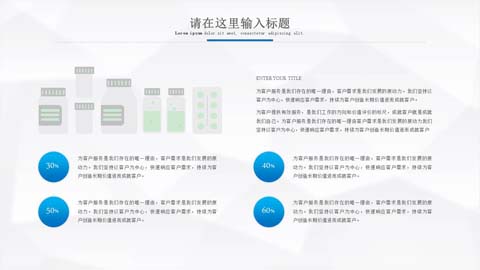 请在这里输入标题
Lorem ipsum dolor sit amet, consectetur adipiscing elit.
ENTER YOUR TITLE
为客户服务是我们存在的唯一理由，客户需求是我们发展的原动力。我们坚持以
客户为中心，快速响应客户需求，持续为客户创造长期价值进而成就客户。
为客户提供有效服务，是我们工作的方向和价值评价的标尺，成就客户就是成就
我们自己。为客户服务是我们存在的唯一理由客户需求是我们发展的原动力我们
坚持以客户为中心，快速响应客户需求，持续为客户创造长期价值进而成就客户
30%
为客户服务是我们存在的唯一理由，客户需求是我们发展的原
动力。我们坚持以客户为中心，快速响应客户需求，持续为客
户创造长期价值进而成就客户。
40%
为客户服务是我们存在的唯一理由，客户需求是我们发展的原
动力。我们坚持以客户为中心，快速响应客户需求，持续为客
户创造长期价值进而成就客户。
50%
为客户服务是我们存在的唯一理由，客户需求是我们发展的原
动力。我们坚持以客户为中心，快速响应客户需求，持续为客
户创造长期价值进而成就客户。
60%
为客户服务是我们存在的唯一理由，客户需求是我们发展的原
动力。我们坚持以客户为中心，快速响应客户需求，持续为客
户创造长期价值进而成就客户。